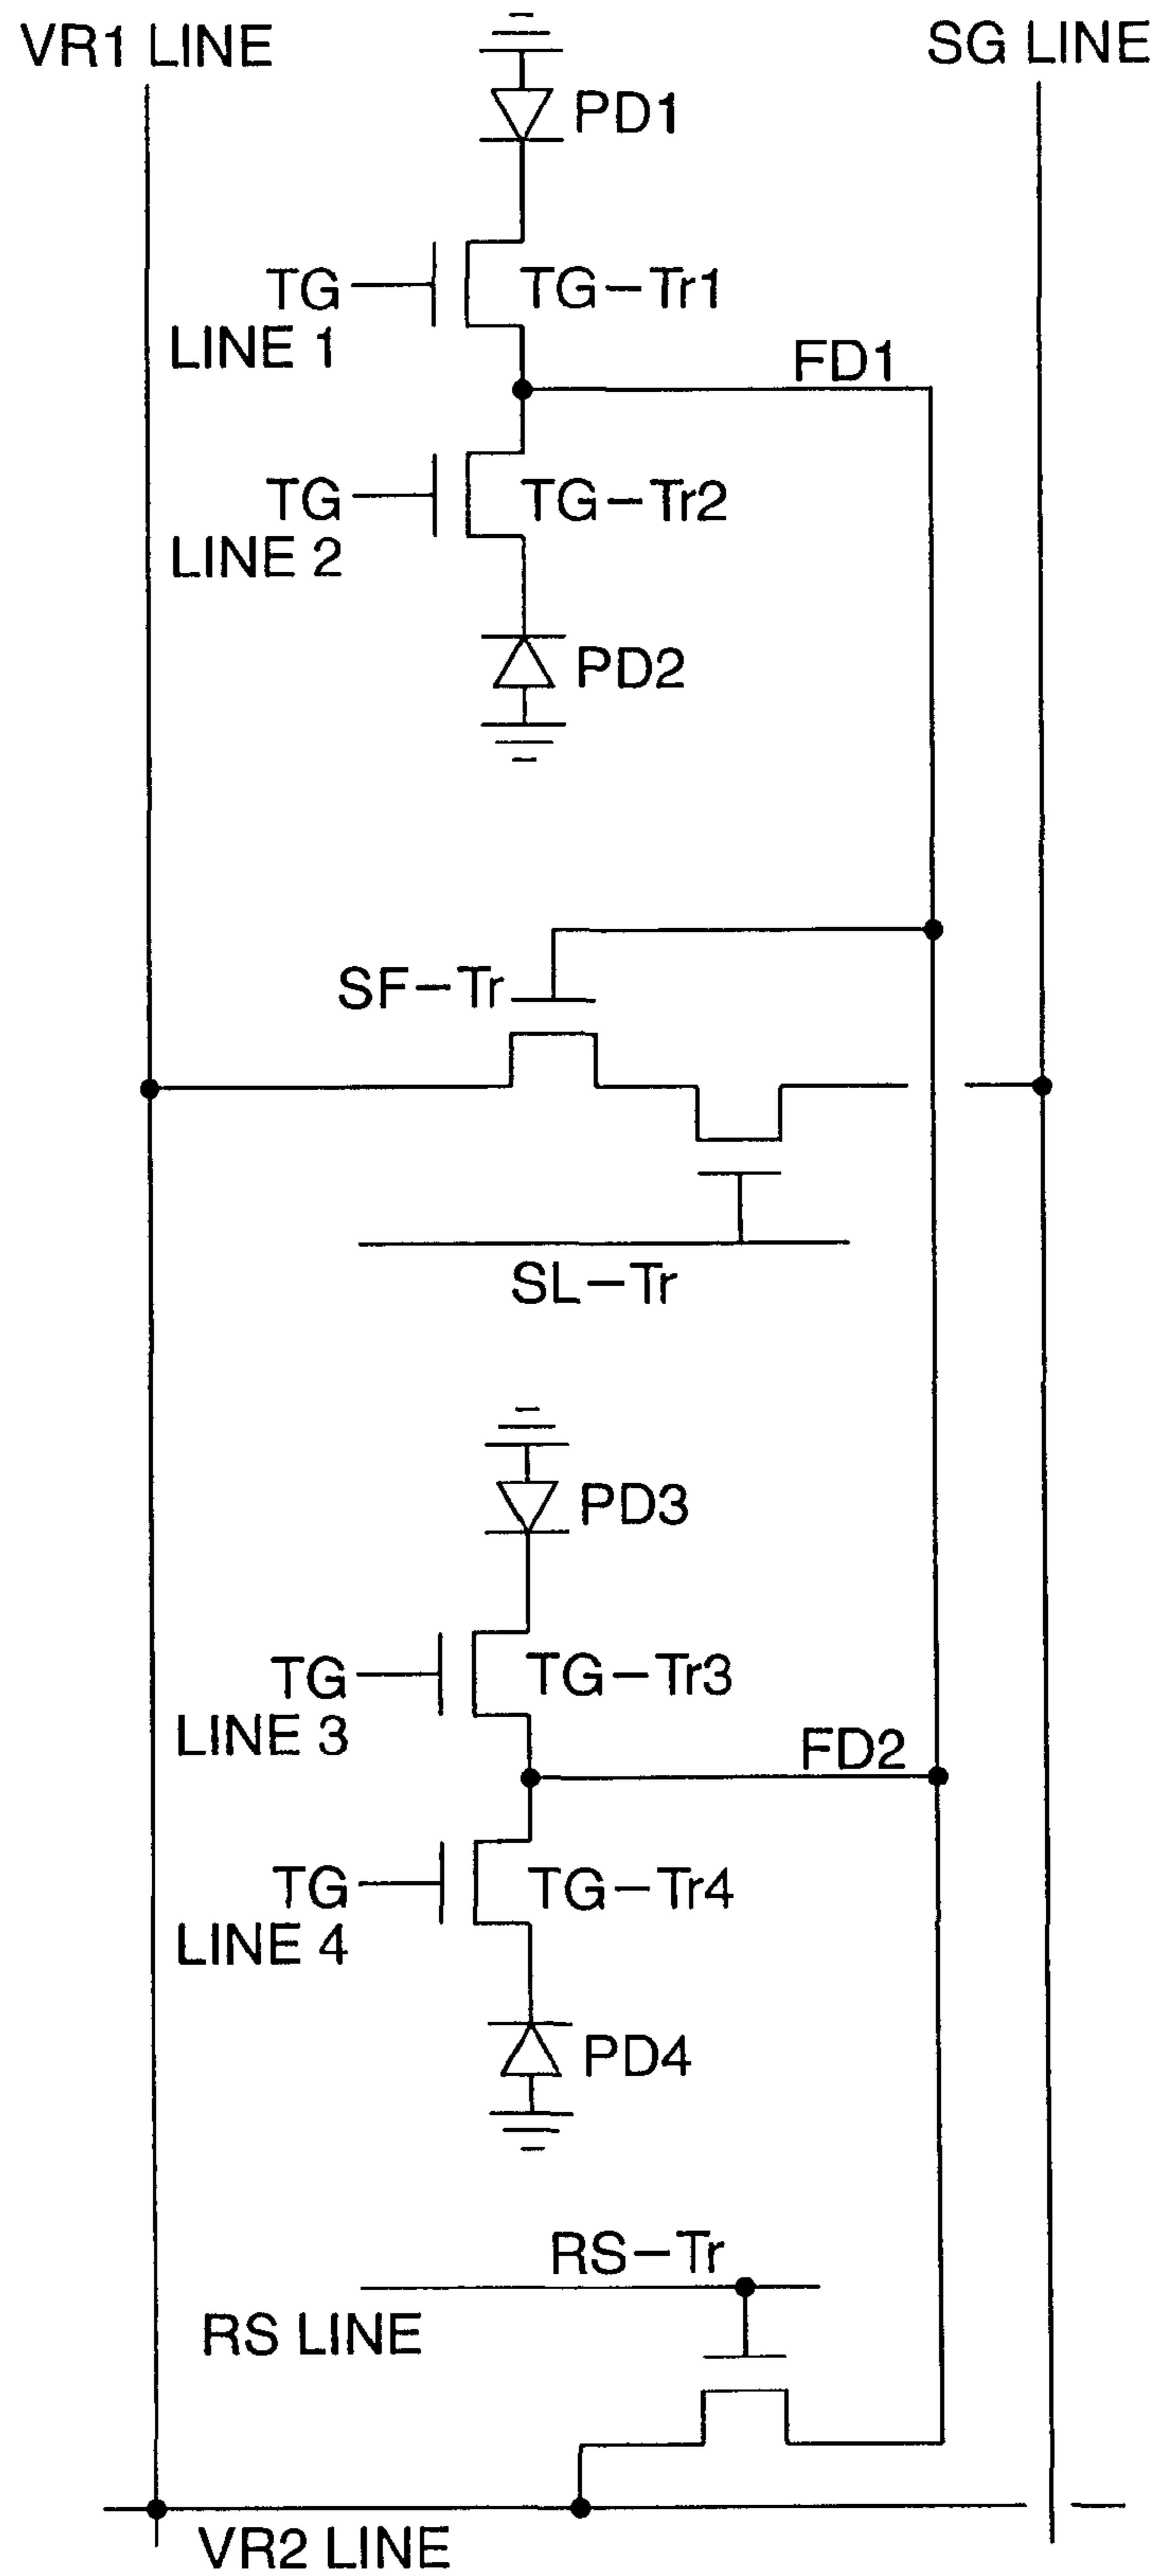 VR1 LINE
SG LINE
PD1
TG
LINE 1
TG-Tr1
FD1
TG
LINE 2
TG-Tr2
PD2
SF-Tr
SL-Tr
PD3
TG
LINE 3
TG-Tr3
FD2
TG
LINE 4
TG-Tr4
PD4
RS-Tr
RS LINE
VR2 LINE